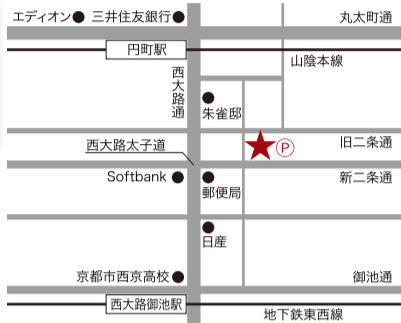 エディオン 三井住友銀行 丸太町通
円町駅
山陰本線
西大路通
朱雀邸
旧二条通
西大路太子道
P
Softbank
新二条通
郵便局
日産
京都市西京高校
御池通
西大路御池駅
地下鉄東西線